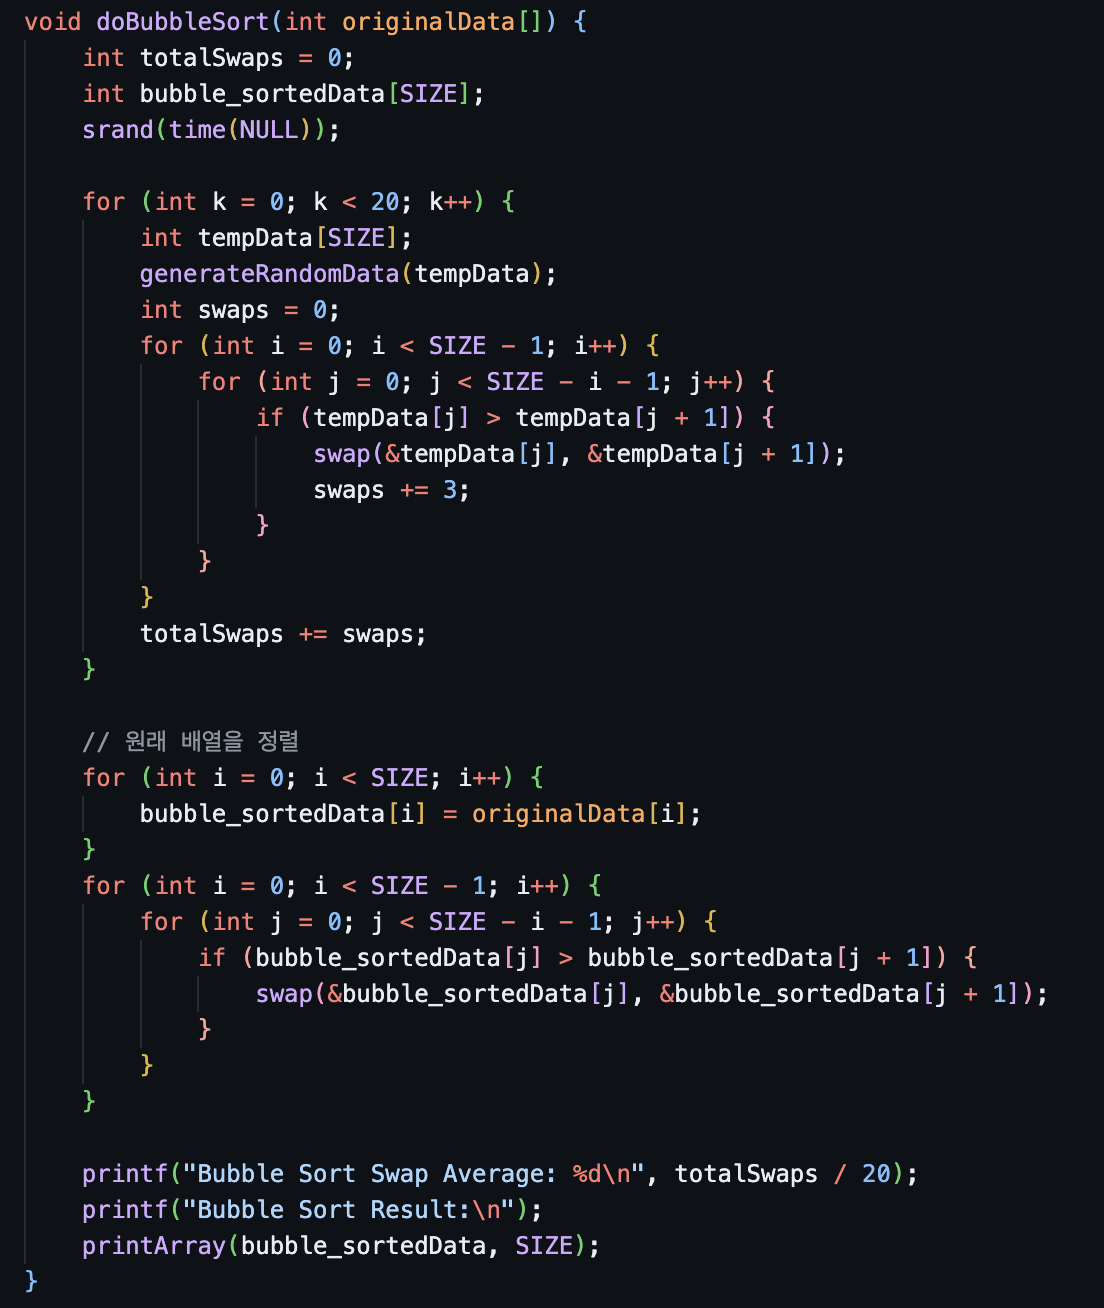 void doBubbleSort(int originalData[]) {
    int totalSwaps = 0;
    int bubble_sortedData[SIZE];
    srand(time(NULL));

    for (int k = 0; k < 20; k++) {
        int tempData[SIZE];
        generateRandomData(tempData);
        int swaps = 0;
        for (int i = 0; i < SIZE - 1; i++) {
            for (int j = 0; j < SIZE - i - 1; j++) {
                if (tempData[j] > tempData[j + 1]) {
                    swap(&tempData[j], &tempData[j + 1]);
                    swaps += 3;
                }
            }
        }
        totalSwaps += swaps;
    }

    // 원래 배열을 정렬
    for (int i = 0; i < SIZE; i++) {
        bubble_sortedData[i] = originalData[i];
    }
    for (int i = 0; i < SIZE - 1; i++) {
        for (int j = 0; j < SIZE - i - 1; j++) {
            if (bubble_sortedData[j] > bubble_sortedData[j + 1]) {
                swap(&bubble_sortedData[j], &bubble_sortedData[j + 1]);
            }
        }
    }

    printf("Bubble Sort Swap Average: %d\n", totalSwaps / 20);
    printf("Bubble Sort Result:\n");
    printArray(bubble_sortedData, SIZE);
}